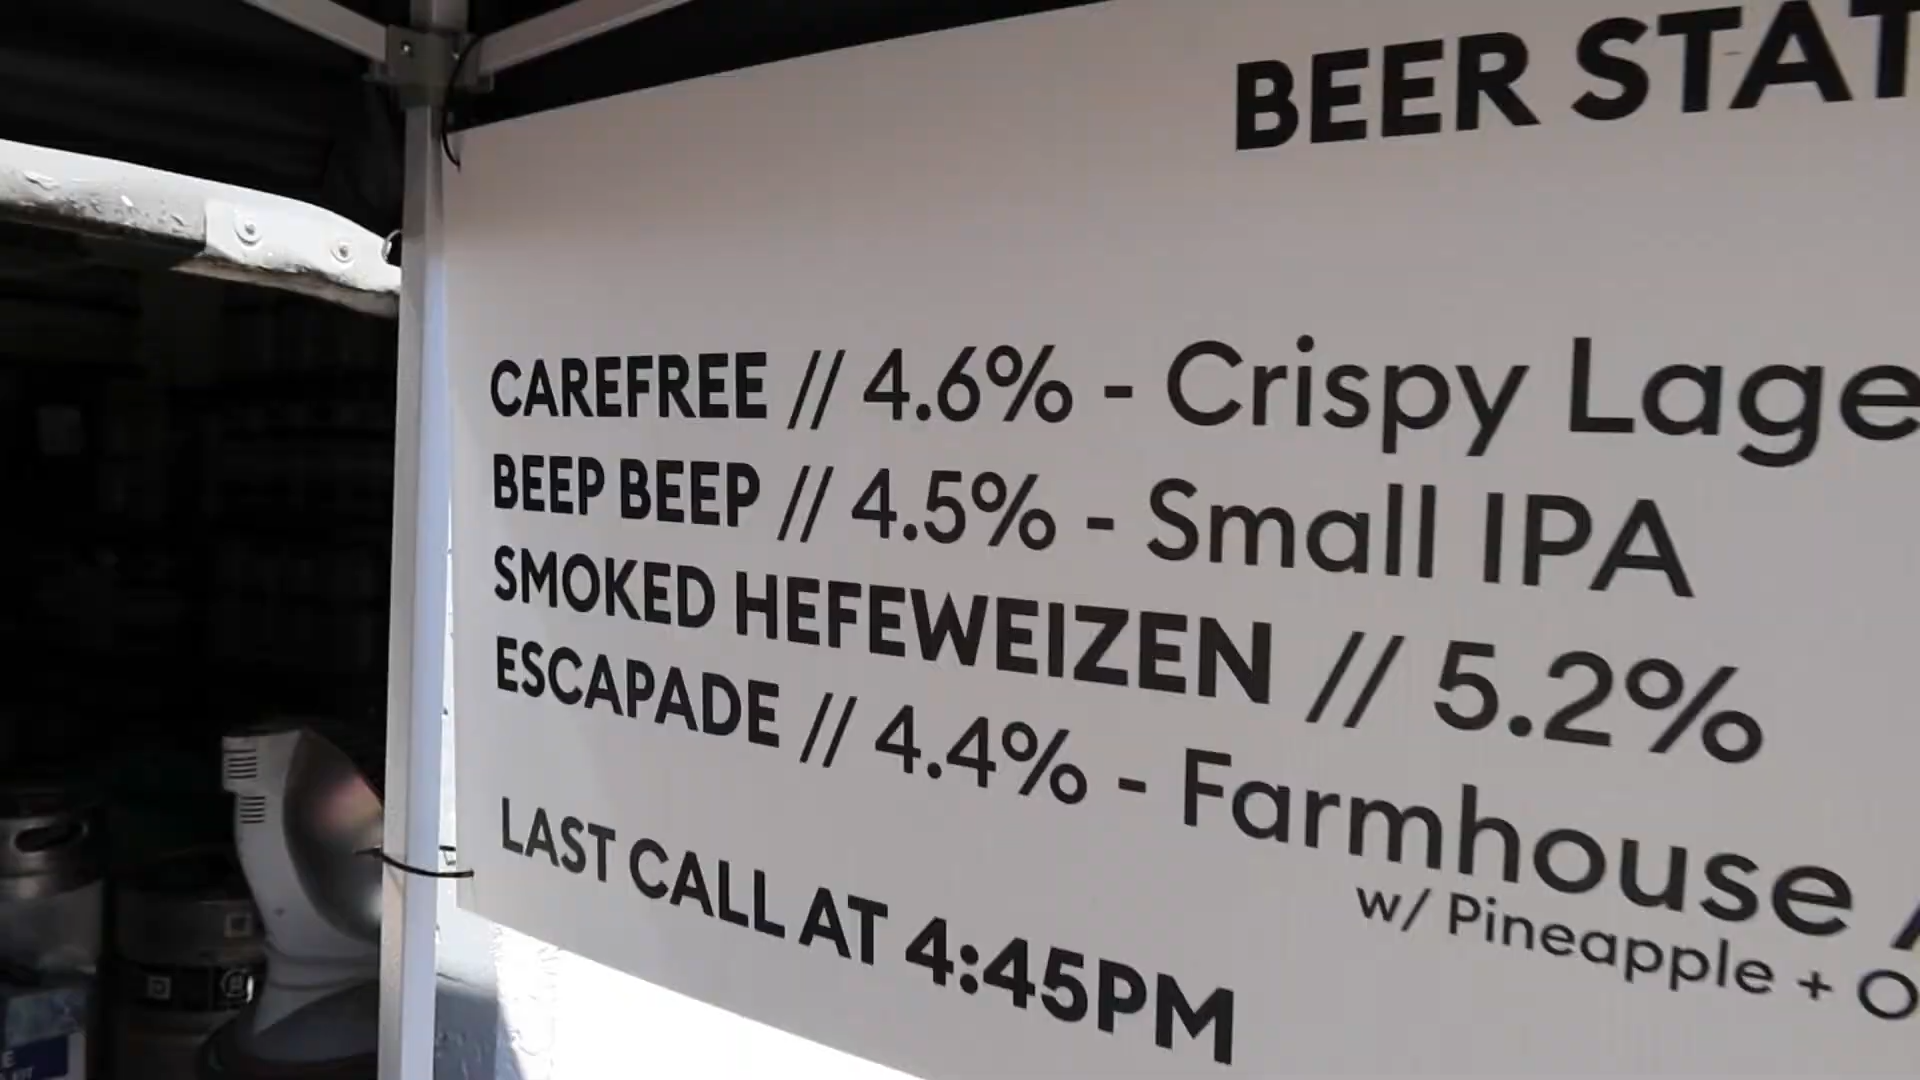 BEER STAT
CAREFREE // 4.6% - Crispy Lage
BEEP BEEP // 4.5% - Small IPA
SMOKED HEFEWEIZEN // 5.2%
ESCAPADE // 4.4% - Farmhouse
w/ Pineapple + O
LAST CALL AT 4:45PM